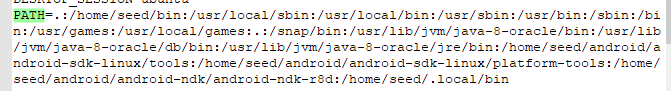 PATH=.:/home/seed/bin:/usr/local/sbin:/usr/local/bin:/usr/sbin:/usr/bin:/sbin:/bi
n:/usr/games:/usr/local/games:.:/snap/bin:/usr/lib/jvm/java-8-oracle/bin:/usr/lib
/jvm/java-8-oracle/db/bin:/usr/lib/jvm/java-8-oracle/jre/bin:/home/seed/android/a
ndroid-sdk-linux/tools:/home/seed/android/android-sdk-linux/platform-tools:/home/
seed/android/android-ndk/android-ndk-r8d:/home/seed/.local/bin